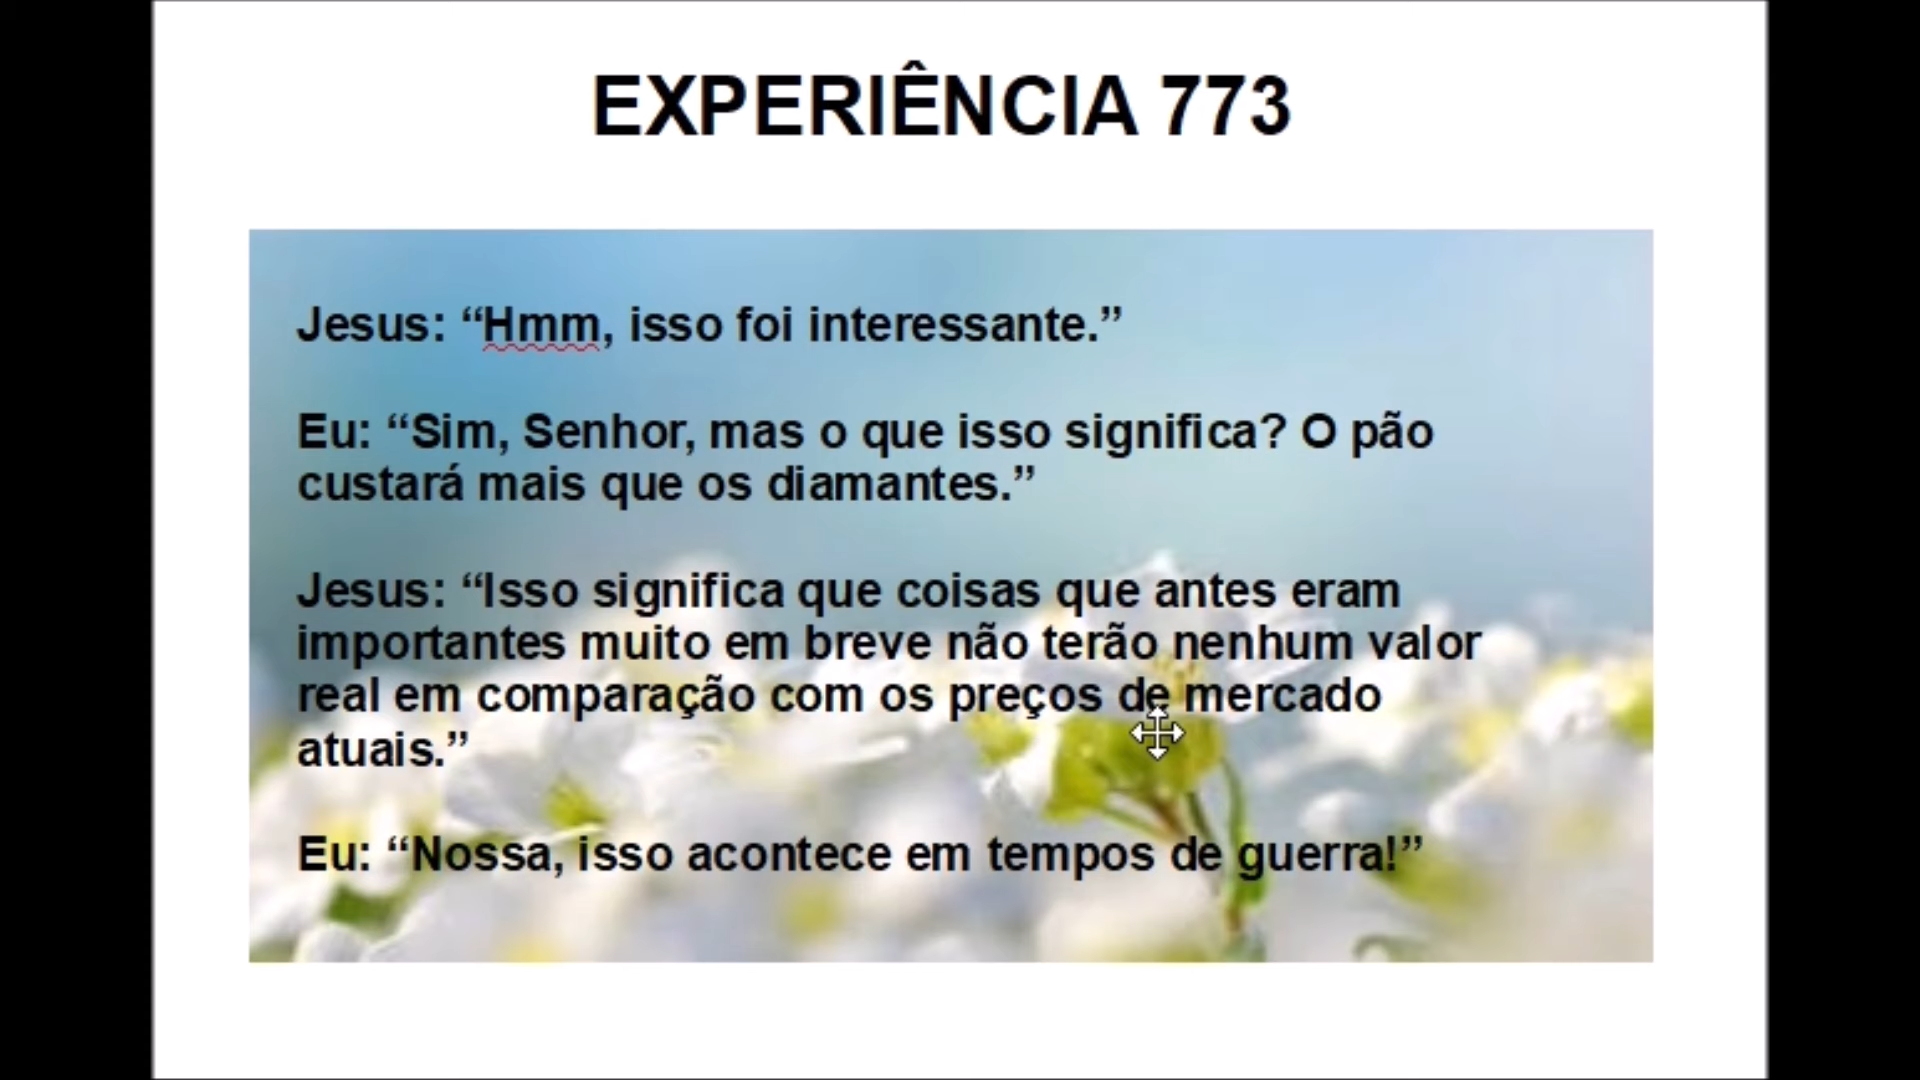 EXPERIÊNCIA 773
Jesus: “Hmm, isso foi interessante.”
Eu: “Sim, Senhor, mas o que isso significa? O pão
custará mais que os diamantes.”
Jesus: “Isso significa que coisas que antes eram
importantes muito em breve não terão nenhum valor
real em comparação com os preços de mercado
atuais.”
Eu: “Nossa, isso acontece em tempos de guerra!”